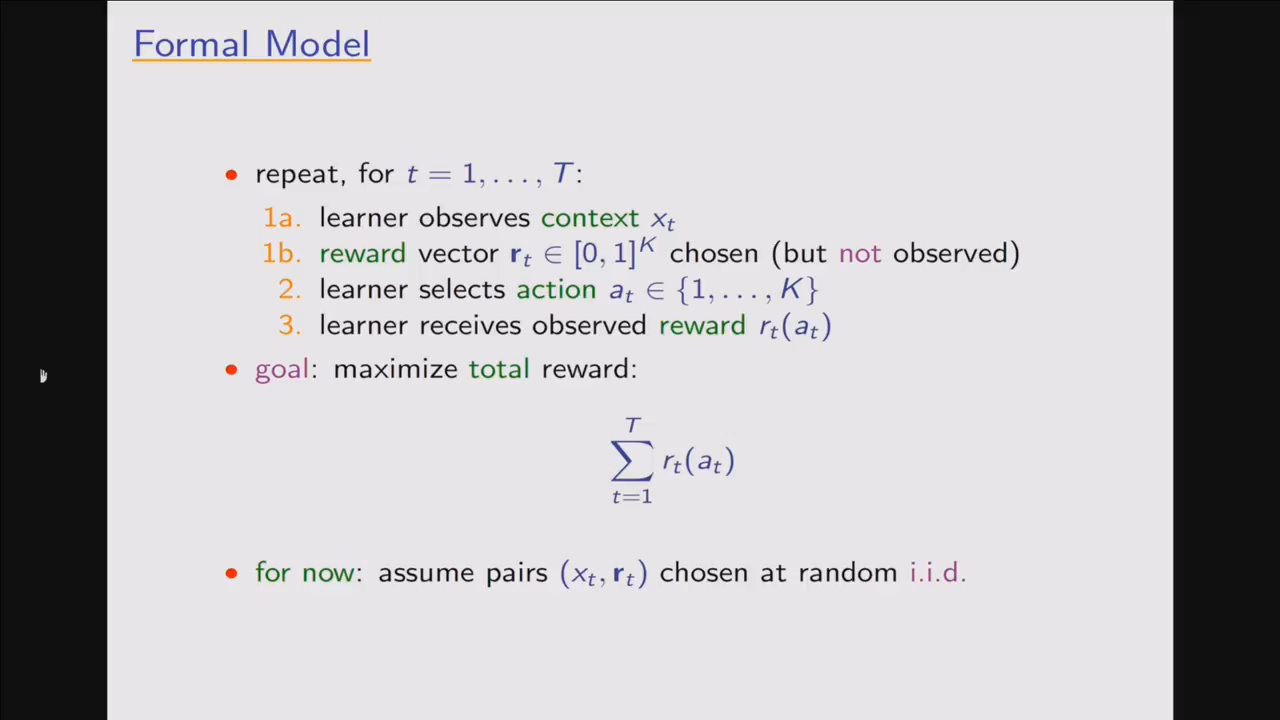 Formal Model
• repeat, for t = 1, . . . , T:
1a. learner observes context x_t
1b. reward vector r_t ∈ [0, 1]^K chosen (but not observed)
2. learner selects action a_t ∈ {1, . . . , K}
3. learner receives observed reward r_t(a_t)
• goal: maximize total reward:
∑_{t=1}^{T} r_t(a_t)
• for now: assume pairs (x_t, r_t) chosen at random i.i.d.